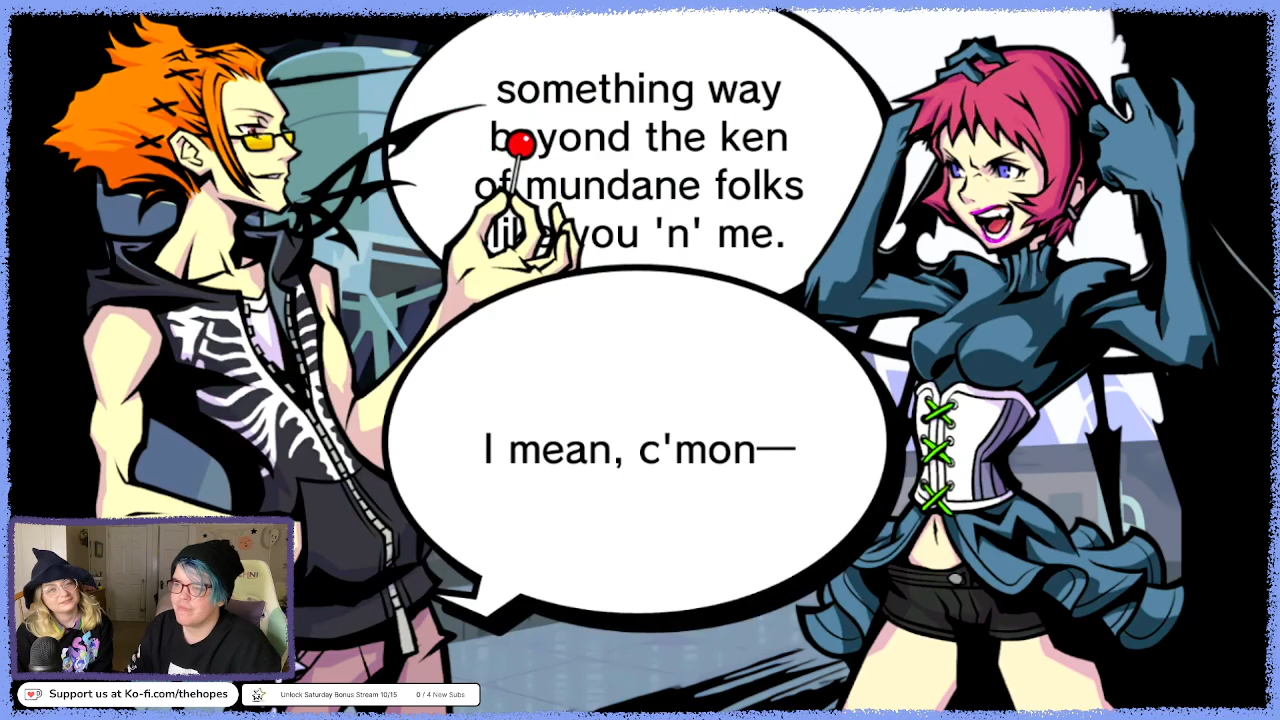 something way
beyond the ken
of mundane folks
like you 'n' me.
I mean, c'mon—
Support us at Ko-fi.com/thehopes
Unlock Saturday Bonus Stream 10/15
0 / 4 New Subs